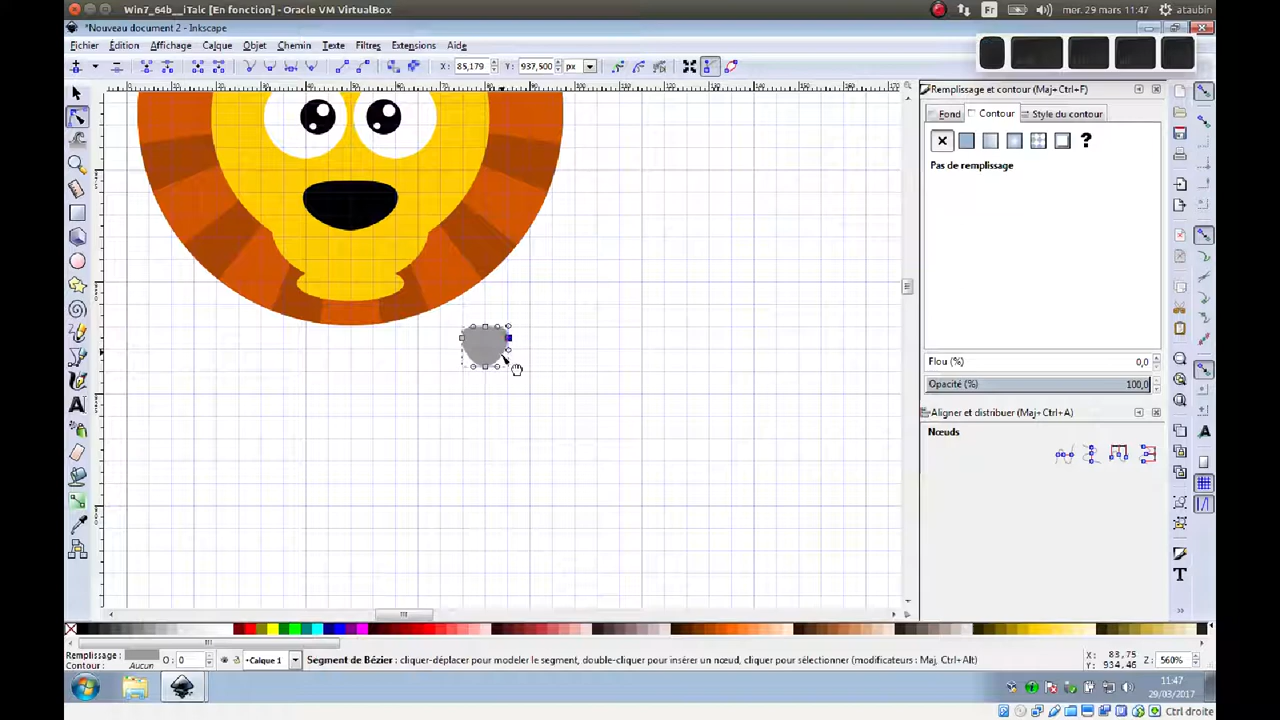 Win7_64b__iTalc [En fonction] - Oracle VM VirtualBox
Fr
mer. 29 mars 11:47
ataubin
*Nouveau document 2 - Inkscape
Fichier Édition Affichage Calque Objet Chemin Texte Filtres Extensions Aide
X: 85,179 Y: 937,500 px
Remplissage et contour (Maj+Ctrl+F)
Fond Contour Style du contour
?
Pas de remplissage
Flou (%) 0,0
Opacité (%) 100,0
Aligner et distribuer (Maj+Ctrl+A)
Nœuds
Remplissage :
Contour : Aucun
O: 0
Calque 1
Segment de Bézier : cliquer-déplacer pour modeler le segment, double-cliquer pour insérer un nœud, cliquer pour sélectionner (modificateurs : Maj, Ctrl+Alt)
X: 83,75
Y: 934,46
Z: 560%
11:47
29/03/2017
Ctrl droite